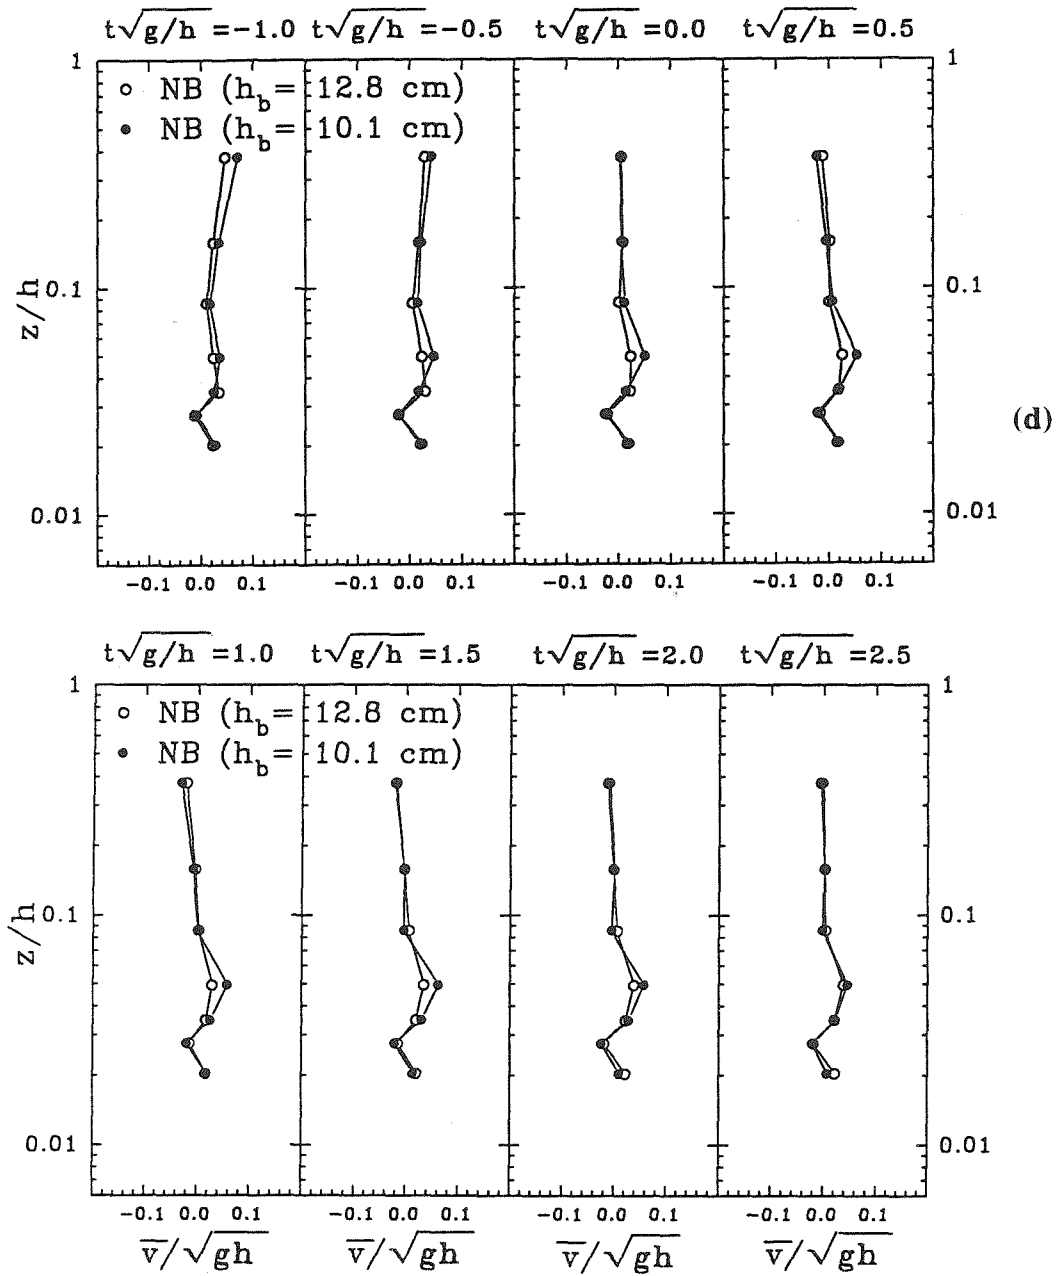 t√g/h =-1.0 t√g/h =-0.5 t√g/h =0.0 t√g/h =0.5
1 1
○ NB (h_b= 12.8 cm)
● NB (h_b= 10.1 cm)
z/h
0.1 0.1
(d)
0.01 0.01
-0.1 0.0 0.1 -0.1 0.0 0.1 -0.1 0.0 0.1 -0.1 0.0 0.1
t√g/h =1.0 t√g/h =1.5 t√g/h =2.0 t√g/h =2.5
1 1
○ NB (h_b= 12.8 cm)
● NB (h_b= 10.1 cm)
z/h
0.1 0.1
0.01 0.01
-0.1 0.0 0.1 -0.1 0.0 0.1 -0.1 0.0 0.1 -0.1 0.0 0.1
v̅/√gh v̅/√gh v̅/√gh v̅/√gh